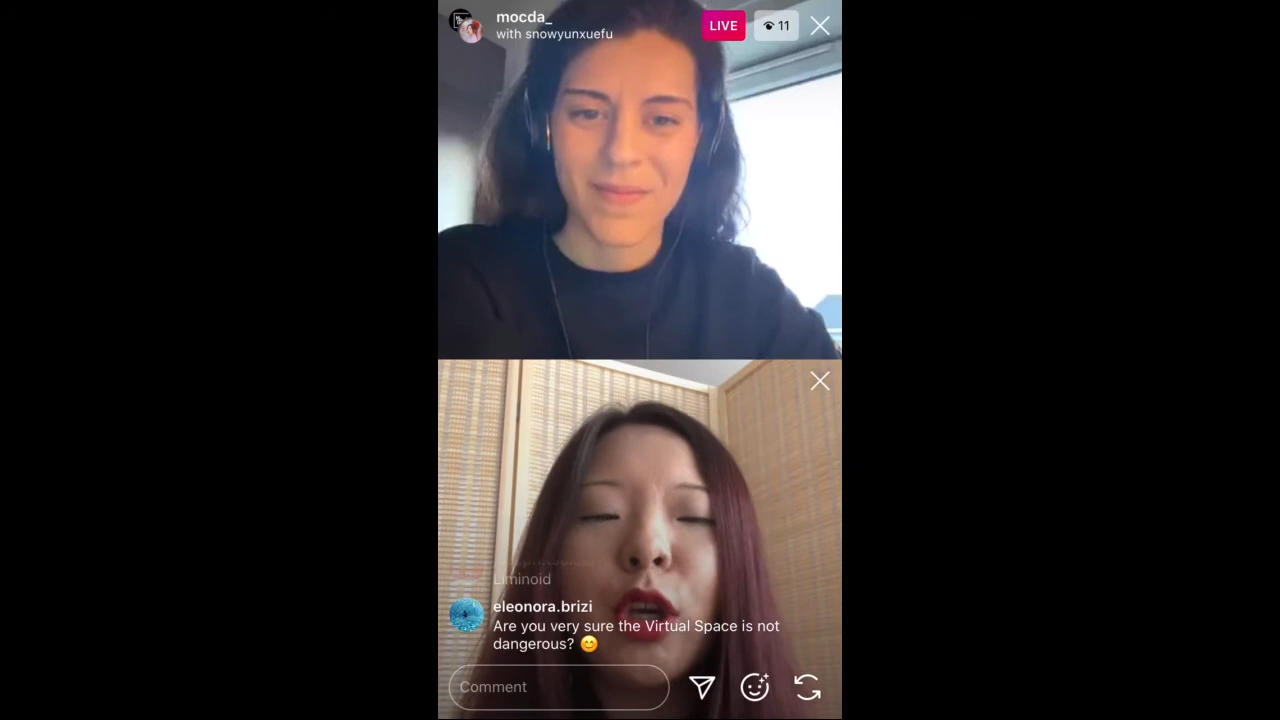 mocda_
with snowyunxuefu
LIVE
11
Liminoid
eleonora.brizi
Are you very sure the Virtual Space is not
dangerous? 😊
Comment